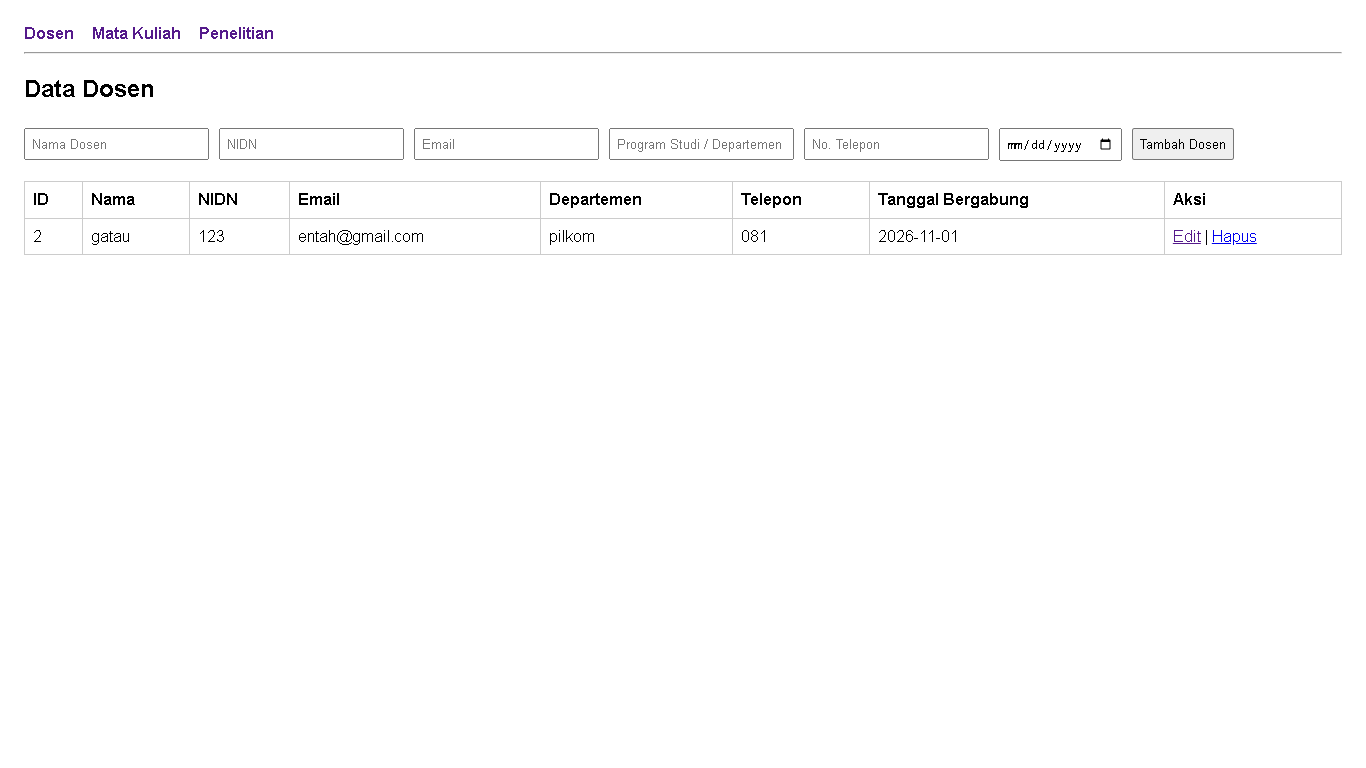 Dosen Mata Kuliah Penelitian
Data Dosen
Nama Dosen NIDN Email Program Studi / Departemen No. Telepon mm/dd/yyyy Tambah Dosen
ID Nama NIDN Email Departemen Telepon Tanggal Bergabung Aksi
2 gatau 123 entah@gmail.com pilkom 081 2026-11-01 Edit | Hapus